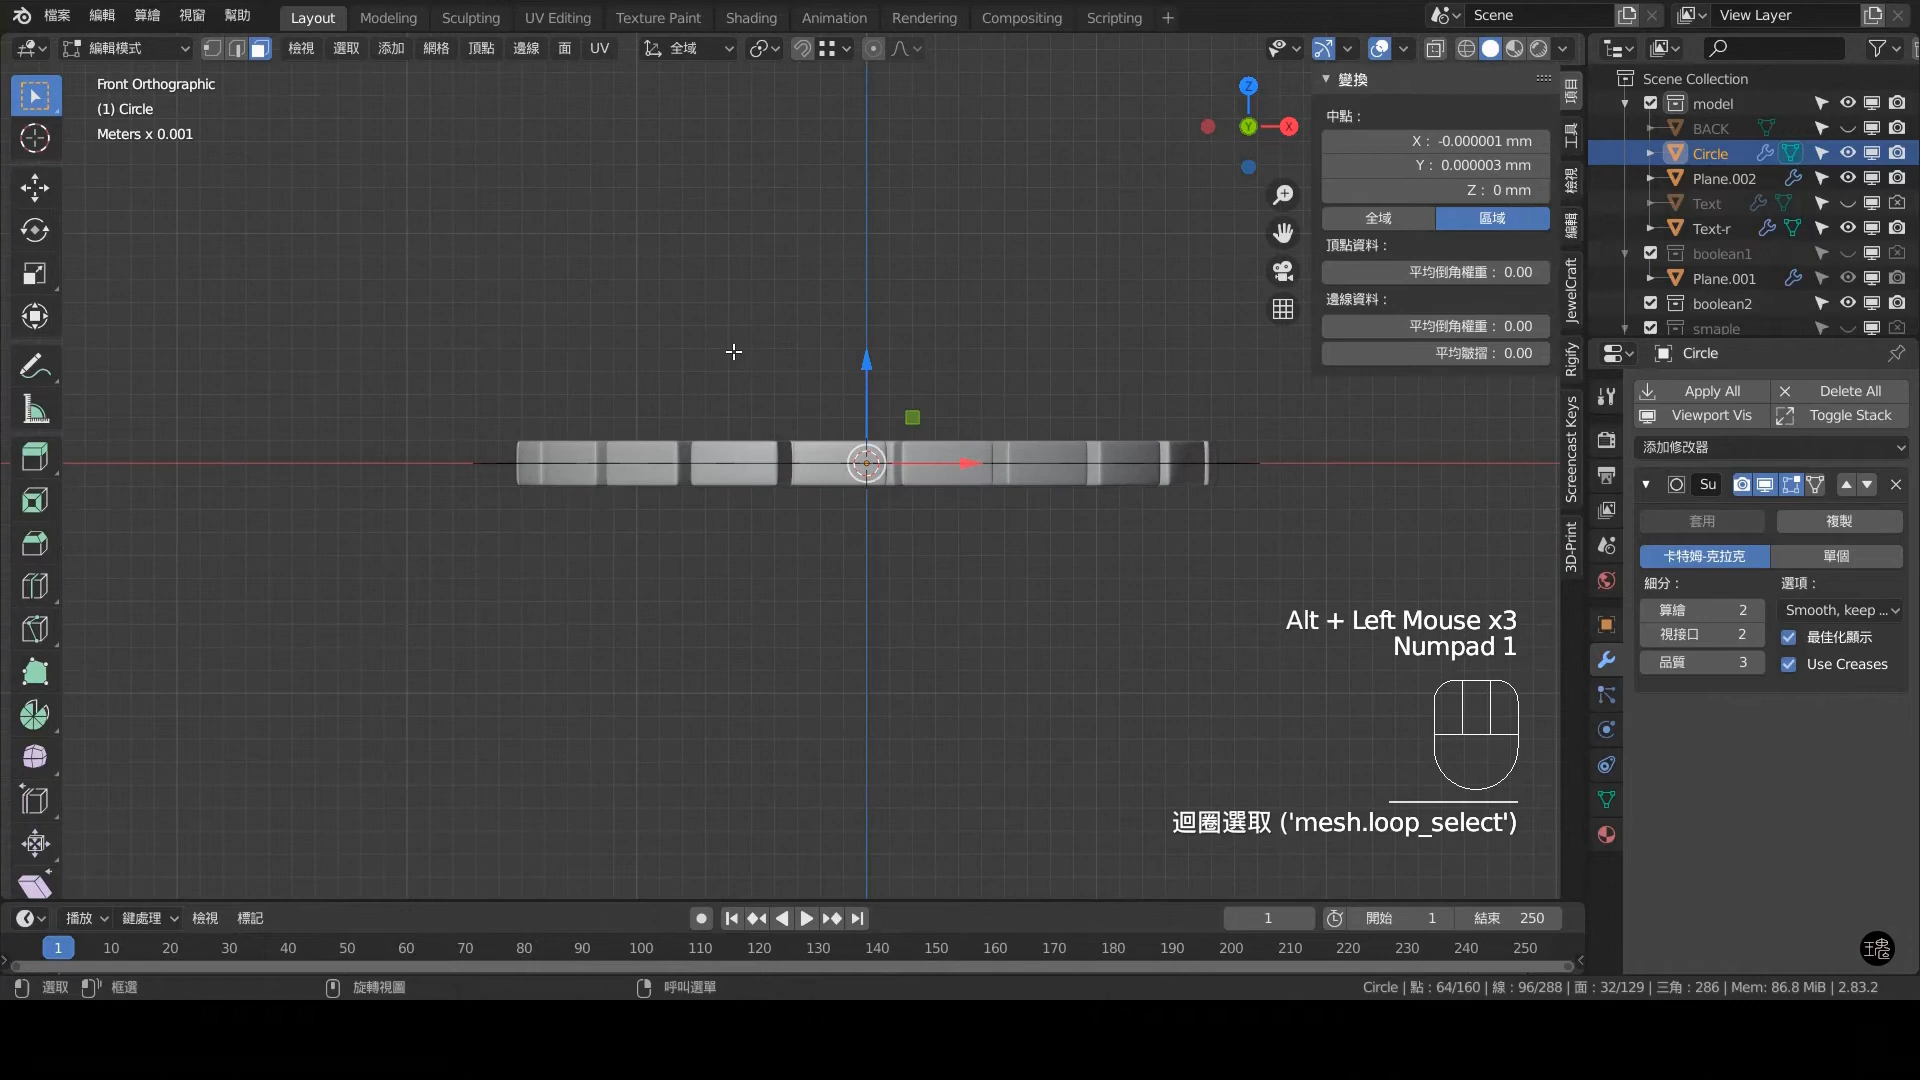 檔案 編輯 算繪 視窗 幫助 Layout Modeling Sculpting UV Editing Texture Paint Shading Animation Rendering Compositing Scripting + Scene View Layer
編輯模式 檢視 選取 添加 網格 頂點 邊線 面 UV 全域
Front Orthographic
(1) Circle
Meters x 0.001
Z
Y
X
變換
中點：
X： -0.000001 mm
Y： 0.000003 mm
Z： 0 mm
全域 區域
頂點資料：
平均倒角權重： 0.00
邊線資料：
平均倒角權重： 0.00
平均皺摺： 0.00
項目
工具
檢視
編輯
JewelCraft
Rigify
Screencast Keys
3D-Print
Scene Collection
model
BACK
Circle
Plane.002
Text
Text-r
boolean1
Plane.001
boolean2
smaple
Circle
Apply All Delete All
Viewport Vis Toggle Stack
添加修改器
Su
套用 複製
卡特姆-克拉克 單個
細分： 選項：
算繪 2 Smooth, keep ...
視接口 2 最佳化顯示
品質 3 Use Creases
Alt + Left Mouse x3
Numpad 1
迴圈選取 ('mesh.loop_select')
播放 鍵處理 檢視 標記 1 開始 1 結束 250
1 10 20 30 40 50 60 70 80 90 100 110 120 130 140 150 160 170 180 190 200 210 220 230 240 250
選取 框選 旋轉視圖 呼叫選單 Circle | 點：64/160 | 線：96/288 | 面：32/129 | 三角：286 | Mem: 86.8 MiB | 2.83.2